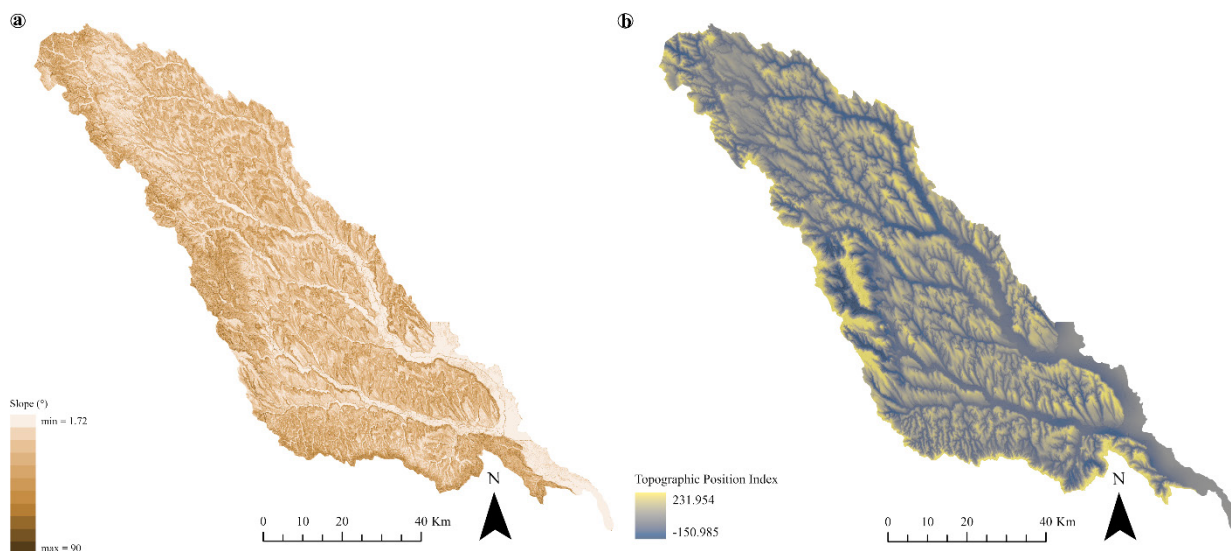 ⓐ
Slope (°)
min = 1.72
max = 90
N
0 10 20 40 Km
ⓑ
Topographic Position Index
231.954
-150.985
N
0 10 20 40 Km